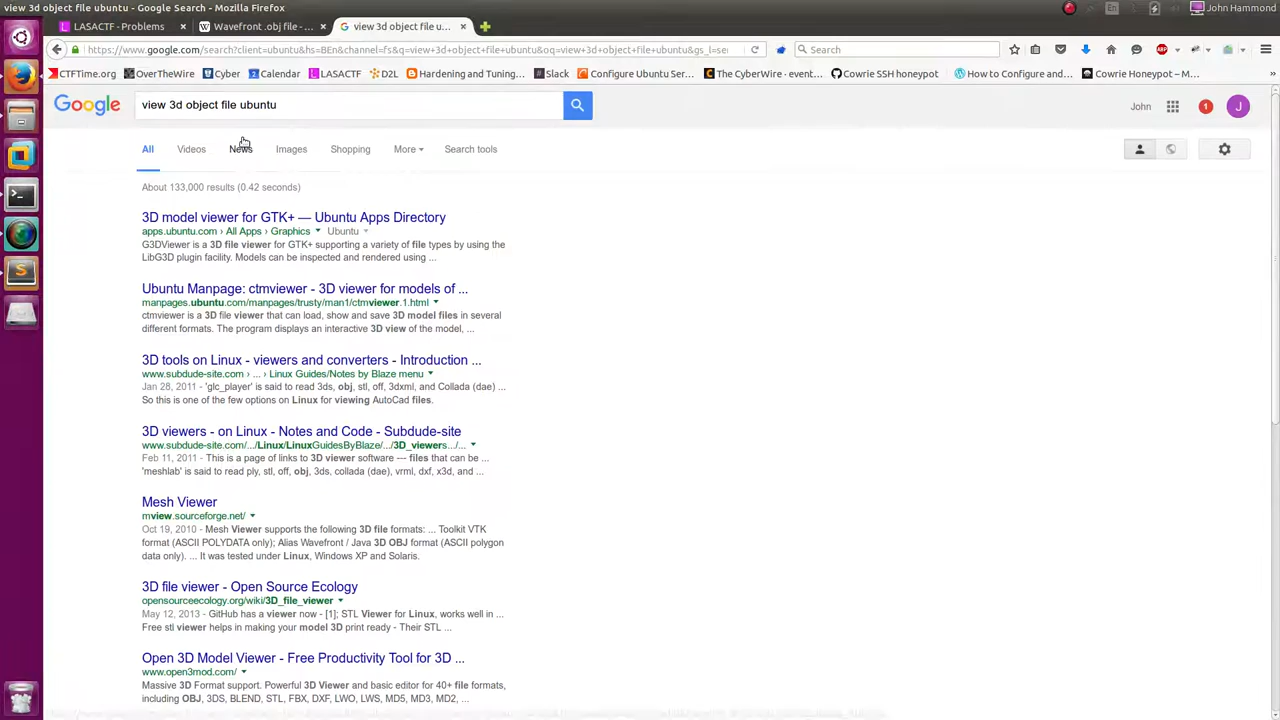 view 3d object file ubuntu - Google Search - Mozilla Firefox
En
John Hammond
LASACTF - Problems
Wavefront .obj file - ...
view 3d object file u...
https://www.google.com/search?client=ubuntu&hs=BEn&channel=fs&q=view+3d+object+file+ubuntu&oq=view+3d+object+file+ubuntu&gs_l=se
Search
CTFTime.org
OverTheWire
Cyber
Calendar
LASACTF
D2L
Hardening and Tuning...
Slack
Configure Ubuntu Ser...
The CyberWire - event...
Cowrie SSH honeypot
How to Configure and...
Cowrie Honeypot – M...
Google
view 3d object file ubuntu
John
1
J
All
Videos
News
Images
Shopping
More
Search tools
About 133,000 results (0.42 seconds)
3D model viewer for GTK+ — Ubuntu Apps Directory
apps.ubuntu.com › All Apps › Graphics Ubuntu
G3DViewer is a 3D file viewer for GTK+ supporting a variety of file types by using the
LibG3D plugin facility. Models can be inspected and rendered using ...
Ubuntu Manpage: ctmviewer - 3D viewer for models of ...
manpages.ubuntu.com/manpages/trusty/man1/ctmviewer.1.html
ctmviewer is a 3D file viewer that can load, show and save 3D model files in several
different formats. The program displays an interactive 3D view of the model, ...
3D tools on Linux - viewers and converters - Introduction ...
www.subdude-site.com › ... › Linux Guides/Notes by Blaze menu
Jan 28, 2011 - 'glc_player' is said to read 3ds, obj, stl, off, 3dxml, and Collada (dae) ...
So this is one of the few options on Linux for viewing AutoCad files.
3D viewers - on Linux - Notes and Code - Subdude-site
www.subdude-site.com/.../Linux/LinuxGuidesByBlaze/.../3D_viewers.../...
Feb 11, 2011 - This is a page of links to 3D viewer software --- files that can be ...
'meshlab' is said to read ply, stl, off, obj, 3ds, collada (dae), vrml, dxf, x3d, and ...
Mesh Viewer
mview.sourceforge.net/
Oct 19, 2010 - Mesh Viewer supports the following 3D file formats: ... Toolkit VTK
format (ASCII POLYDATA only); Alias Wavefront / Java 3D OBJ format (ASCII polygon
data only). ... It was tested under Linux, Windows XP and Solaris.
3D file viewer - Open Source Ecology
opensourceecology.org/wiki/3D_file_viewer
May 12, 2013 - GitHub has a viewer now - [1]; STL Viewer for Linux, works well in ...
Free stl viewer helps in making your model 3D print ready - Their STL ...
Open 3D Model Viewer - Free Productivity Tool for 3D ...
www.open3mod.com/
Massive 3D Format support. Powerful 3D Viewer and basic editor for 40+ file formats,
including OBJ, 3DS, BLEND, STL, FBX, DXF, LWO, LWS, MD5, MD3, MD2, ...